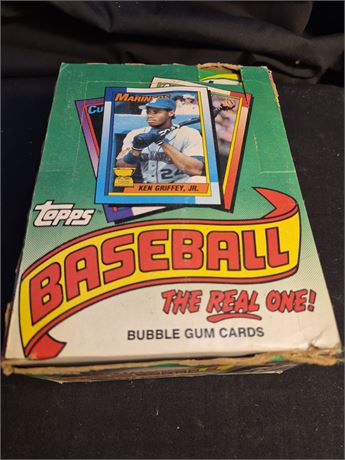 MARINERS
KEN GRIFFEY, JR.
topps
BASEBALL
THE REAL ONE!
BUBBLE GUM CARDS